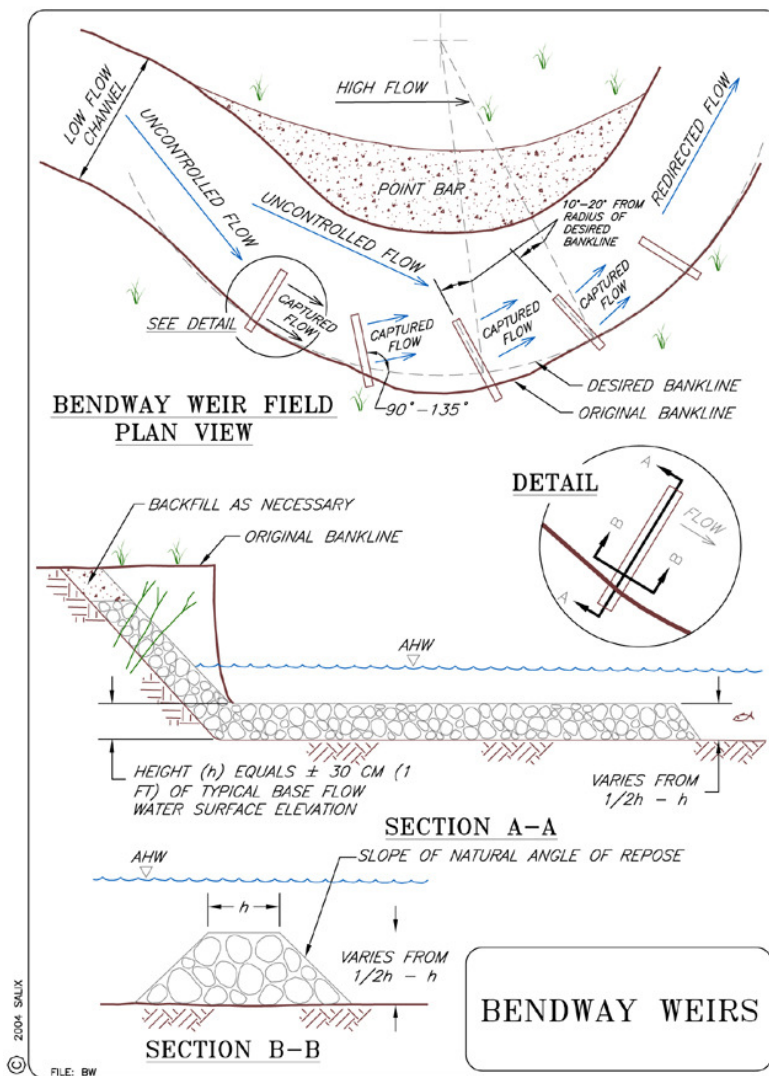 LOW FLOW
CHANNEL
UNCONTROLLED
FLOW
HIGH FLOW
POINT BAR
UNCONTROLLED
FLOW
10°-20° FROM
RADIUS OF
DESIRED
BANKLINE
REDIRECTED FLOW
SEE DETAIL
CAPTURED
FLOW
CAPTURED
FLOW
CAPTURED
FLOW
CAPTURED
FLOW
90°-135°
DESIRED BANKLINE
ORIGINAL BANKLINE
BENDWAY WEIR FIELD
PLAN VIEW
DETAIL
A
B
FLOW
B
A
BACKFILL AS NECESSARY
ORIGINAL BANKLINE
AHW
HEIGHT (h) EQUALS ± 30 CM (1
FT) OF TYPICAL BASE FLOW
WATER SURFACE ELEVATION
VARIES FROM
1/2h - h
SECTION A-A
AHW
SLOPE OF NATURAL ANGLE OF REPOSE
h
VARIES FROM
1/2h - h
SECTION B-B
BENDWAY WEIRS
© 2004 SALIX
FILE: BW